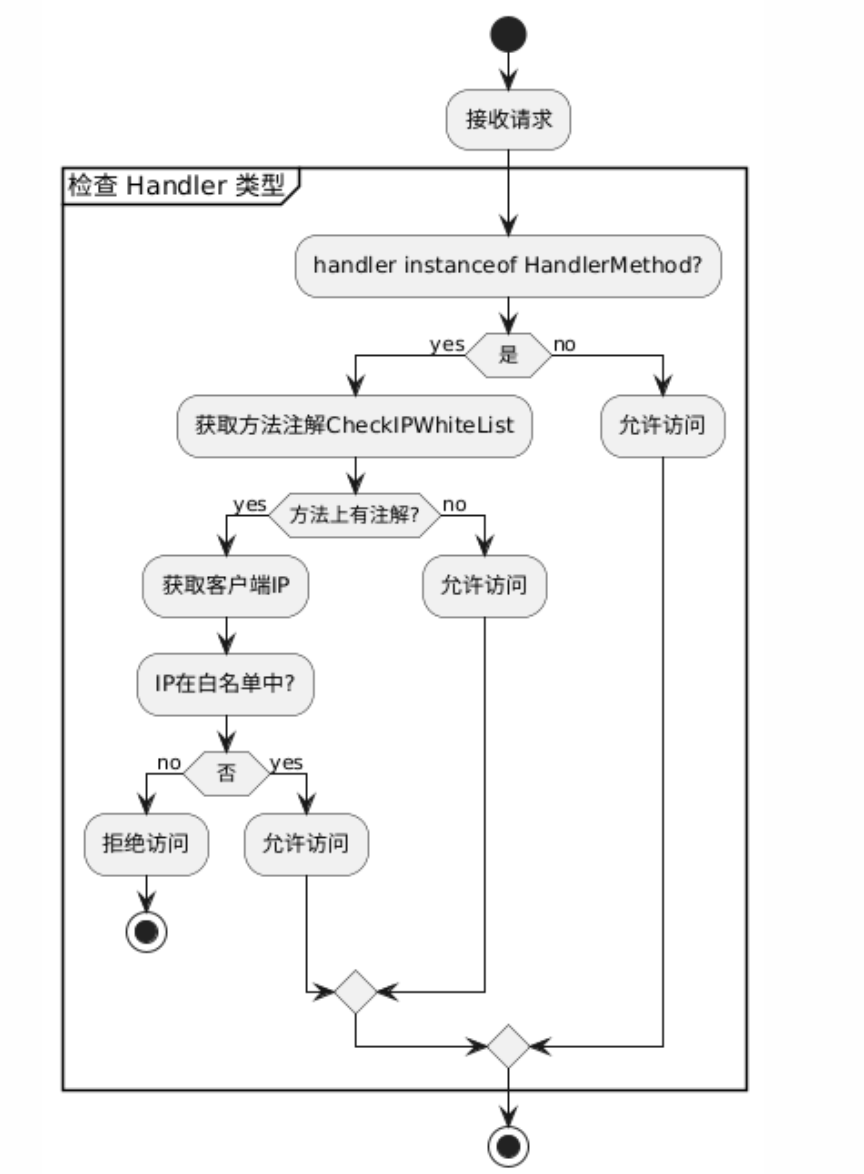 接收请求
检查 Handler 类型
handler instanceof HandlerMethod?
yes
是
no
获取方法注解CheckIPWhiteList
允许访问
yes
方法上有注解?
no
获取客户端IP
允许访问
IP在白名单中?
no
否
yes
拒绝访问
允许访问